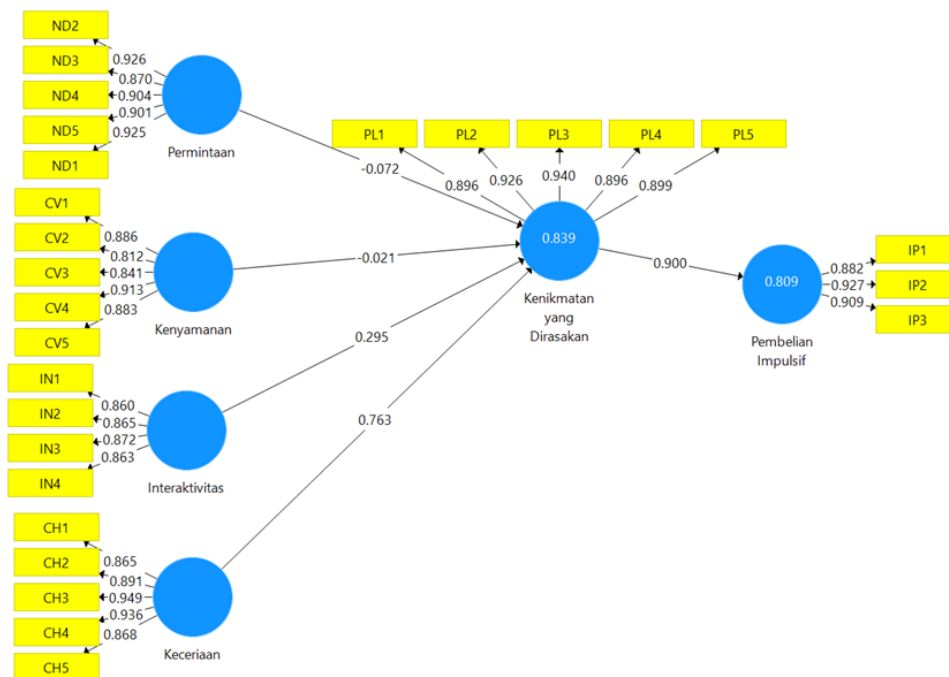 ND2
ND3
ND4
ND5
ND1
0.926
0.870
0.904
0.901
0.925
Permintaan
-0.072
CV1
CV2
CV3
CV4
CV5
0.886
0.812
0.841
0.913
0.883
Kenyamanan
-0.021
IN1
IN2
IN3
IN4
0.860
0.865
0.872
0.863
Interaktivitas
0.295
CH1
CH2
CH3
CH4
CH5
0.865
0.891
0.949
0.936
0.868
Keceriaan
0.763
PL1
PL2
PL3
PL4
PL5
0.896
0.926
0.940
0.896
0.899
0.839
Kenikmatan
yang
Dirasakan
0.900
0.809
Pembelian
Impulsif
0.882
0.927
0.909
IP1
IP2
IP3